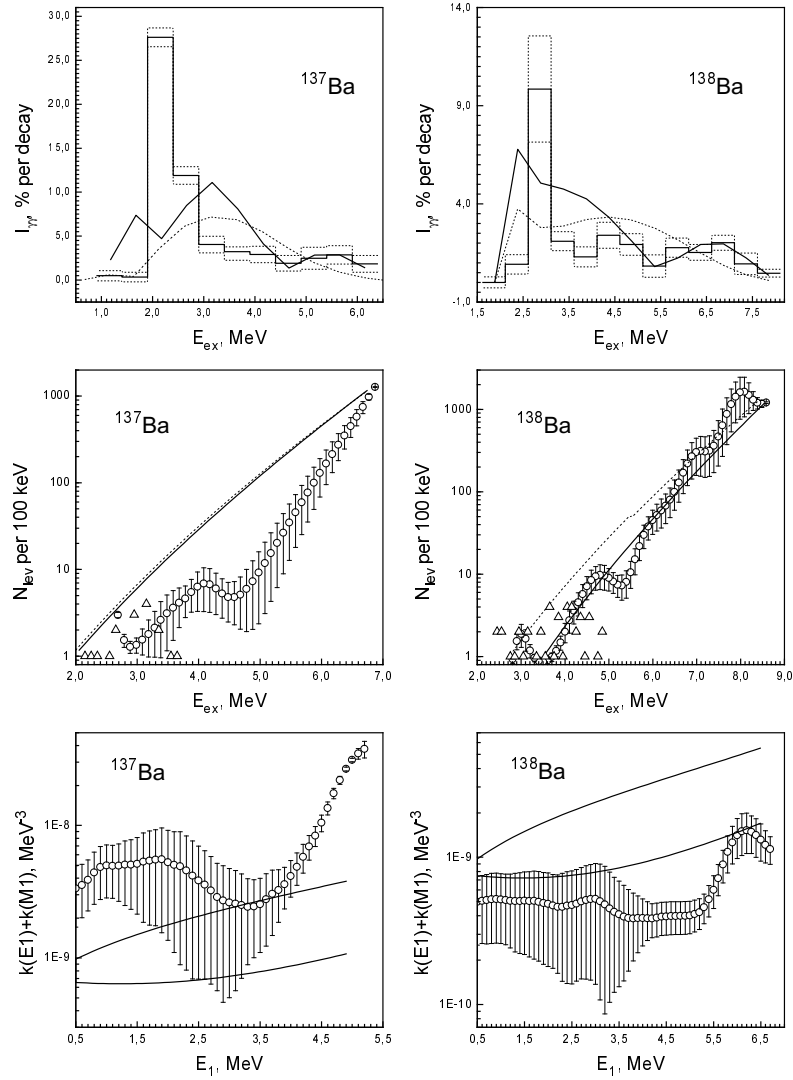 30,0
25,0
20,0
15,0
10,0
5,0
0,0
I_γγ, % per decay
137Ba
1,0 2,0 3,0 4,0 5,0 6,0
E_ex, MeV
14,0
9,0
4,0
-1,0
I_γγ, % per decay
138Ba
1,5 2,5 3,5 4,5 5,5 6,5 7,5
E_ex, MeV
1000
100
10
1
N_lev per 100 keV
137Ba
2,0 3,0 4,0 5,0 6,0 7,0
E_ex, MeV
1000
100
10
1
N_lev per 100 keV
138Ba
2,0 3,0 4,0 5,0 6,0 7,0 8,0 9,0
E_ex, MeV
1E-8
1E-9
k(E1)+k(M1), MeV-3
137Ba
0,5 1,5 2,5 3,5 4,5 5,5
E_1, MeV
1E-9
1E-10
k(E1)+k(M1), MeV-3
138Ba
0,5 1,5 2,5 3,5 4,5 5,5 6,5
E_1, MeV